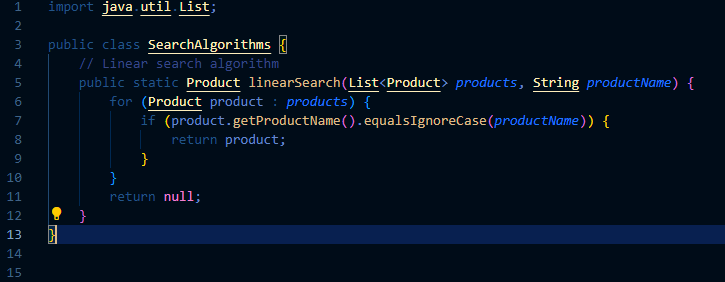 1 import java.util.List;
2
3 public class SearchAlgorithms {
4 // Linear search algorithm
5 public static Product linearSearch(List<Product> products, String productName) {
6 for (Product product : products) {
7 if (product.getProductName().equalsIgnoreCase(productName)) {
8 return product;
9 }
10 }
11 return null;
12 }
13 }
14
15